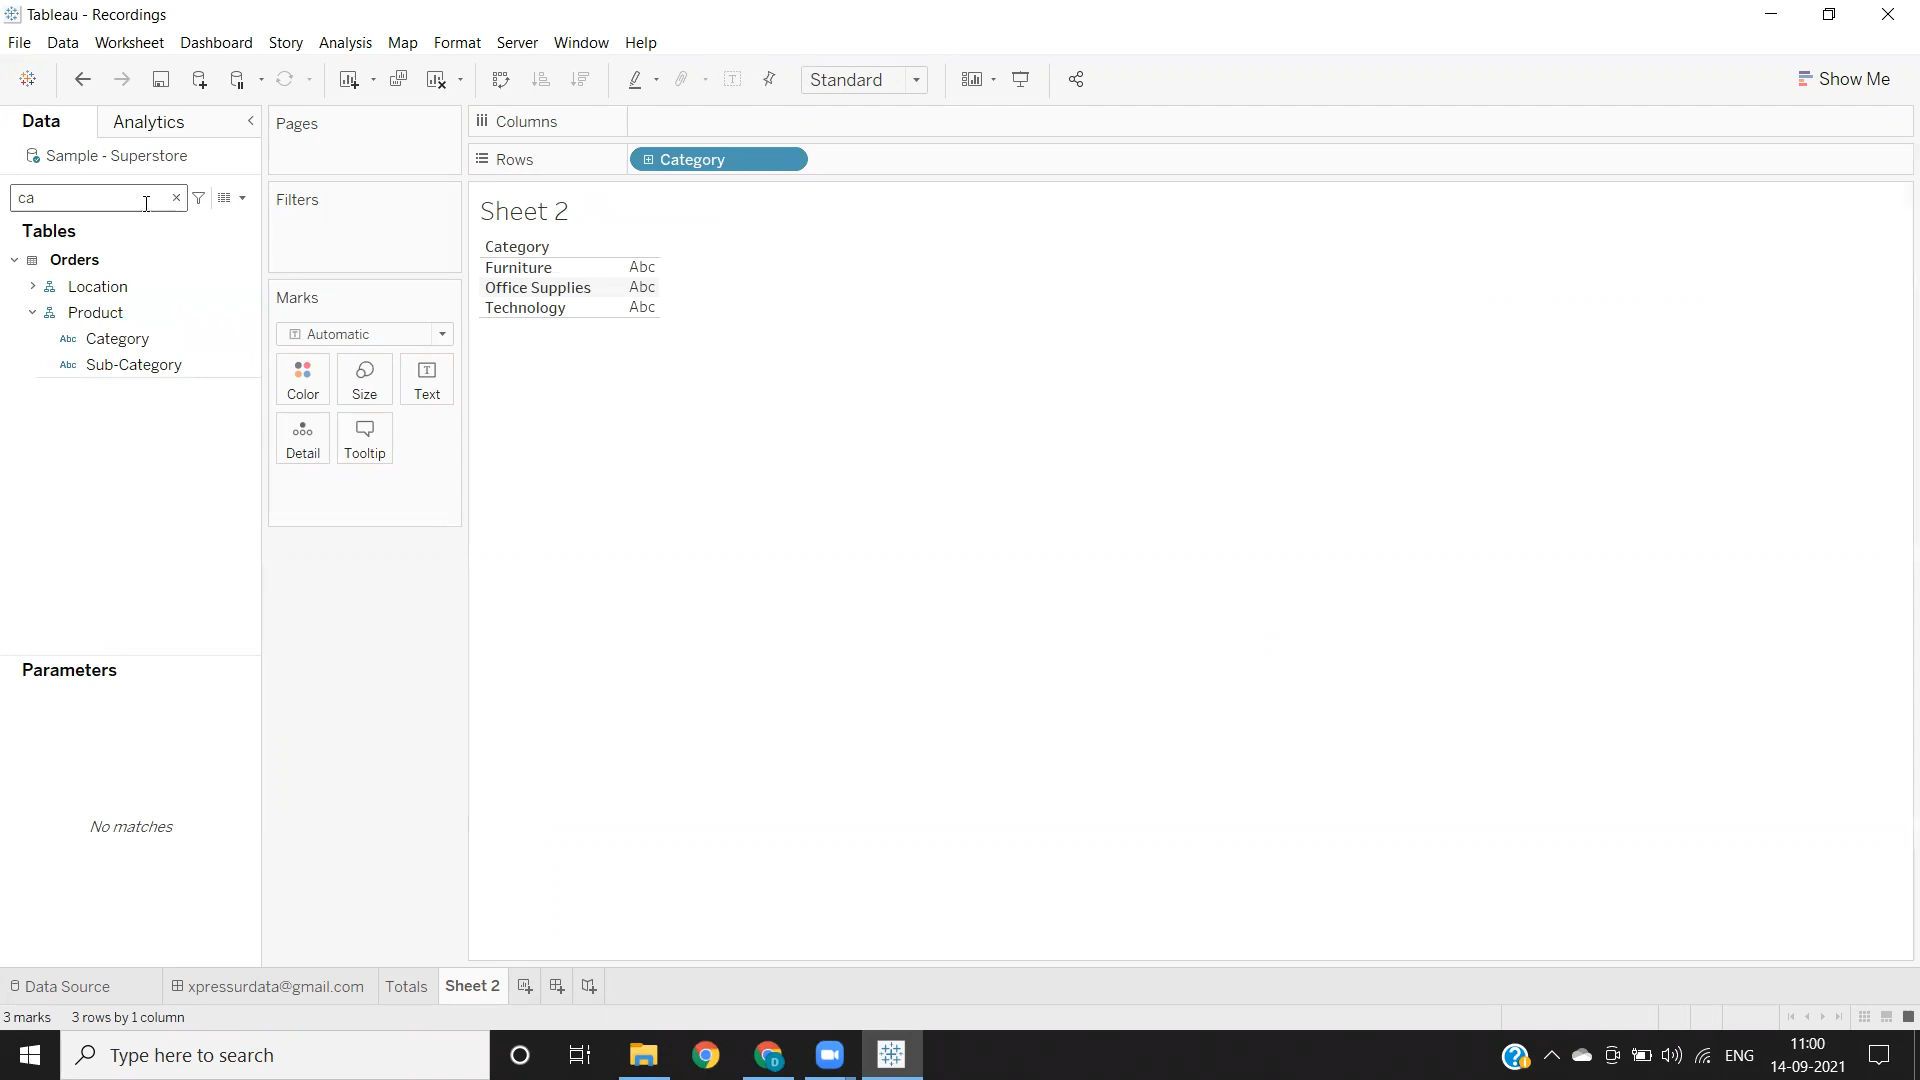 Tableau - Recordings
File Data Worksheet Dashboard Story Analysis Map Format Server Window Help
Standard
Show Me
Data Analytics
Pages
Columns
Sample - Superstore
Rows
Category
ca
Filters
Sheet 2
Tables
Category
Orders
Furniture Abc
Location
Office Supplies Abc
Marks
Technology Abc
Product
Automatic
Abc Category
Abc Sub-Category
Color Size Text
Detail Tooltip
Parameters
No matches
Data Source xpressurdata@gmail.com Totals Sheet 2
3 marks 3 rows by 1 column
Type here to search
ENG
11:00
14-09-2021